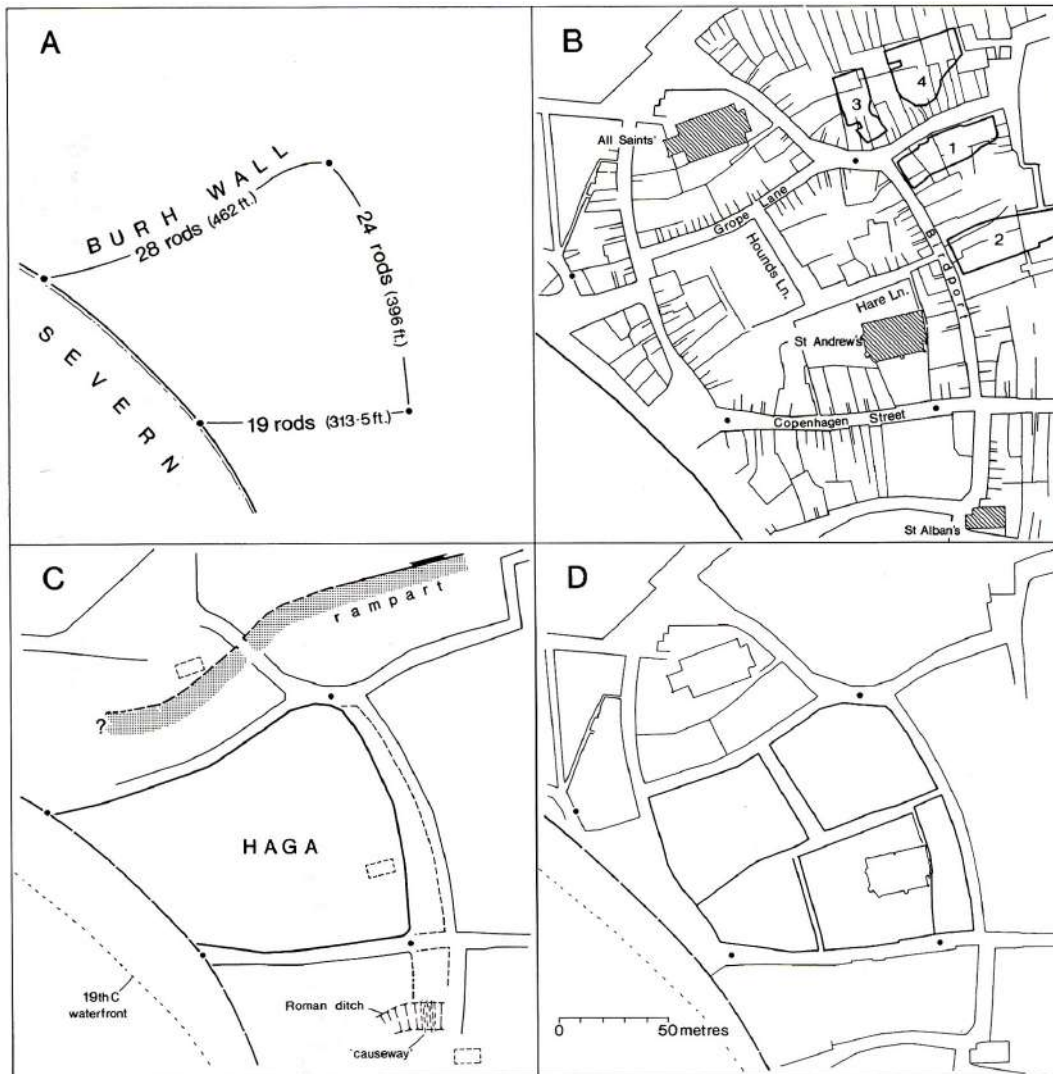 A
BURH WALL
28 rods (462 ft.)
24 rods (396 ft.)
SEVERN
19 rods (313·5 ft.)
B
4
3
All Saints'
1
Grope Lane
Birdport
2
Hounds Ln.
Hare Ln.
St Andrew's
Copenhagen Street
St Alban's
C
rampart
?
HAGA
19th C
waterfront
Roman ditch
causeway
D
0 50 metres